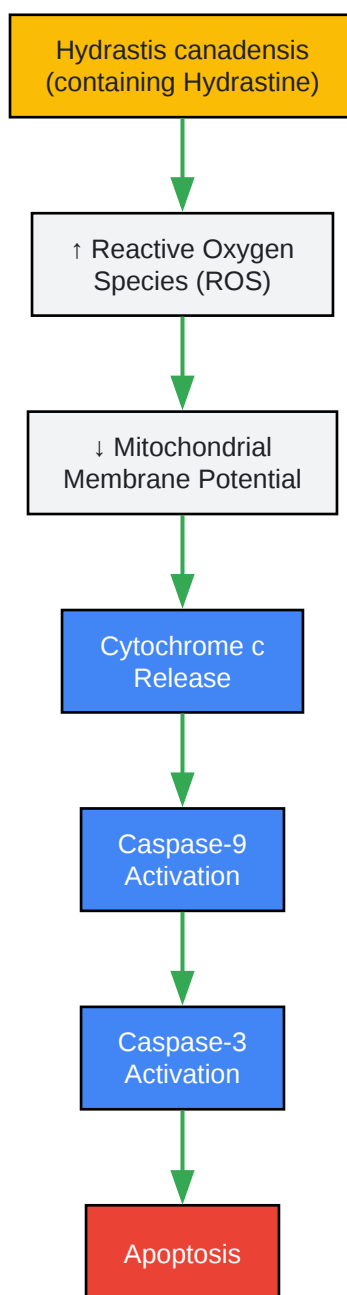 Hydrastis canadensis
(containing Hydrastine)
↑ Reactive Oxygen
Species (ROS)
↓ Mitochondrial
Membrane Potential
Cytochrome c
Release
Caspase-9
Activation
Caspase-3
Activation
Apoptosis